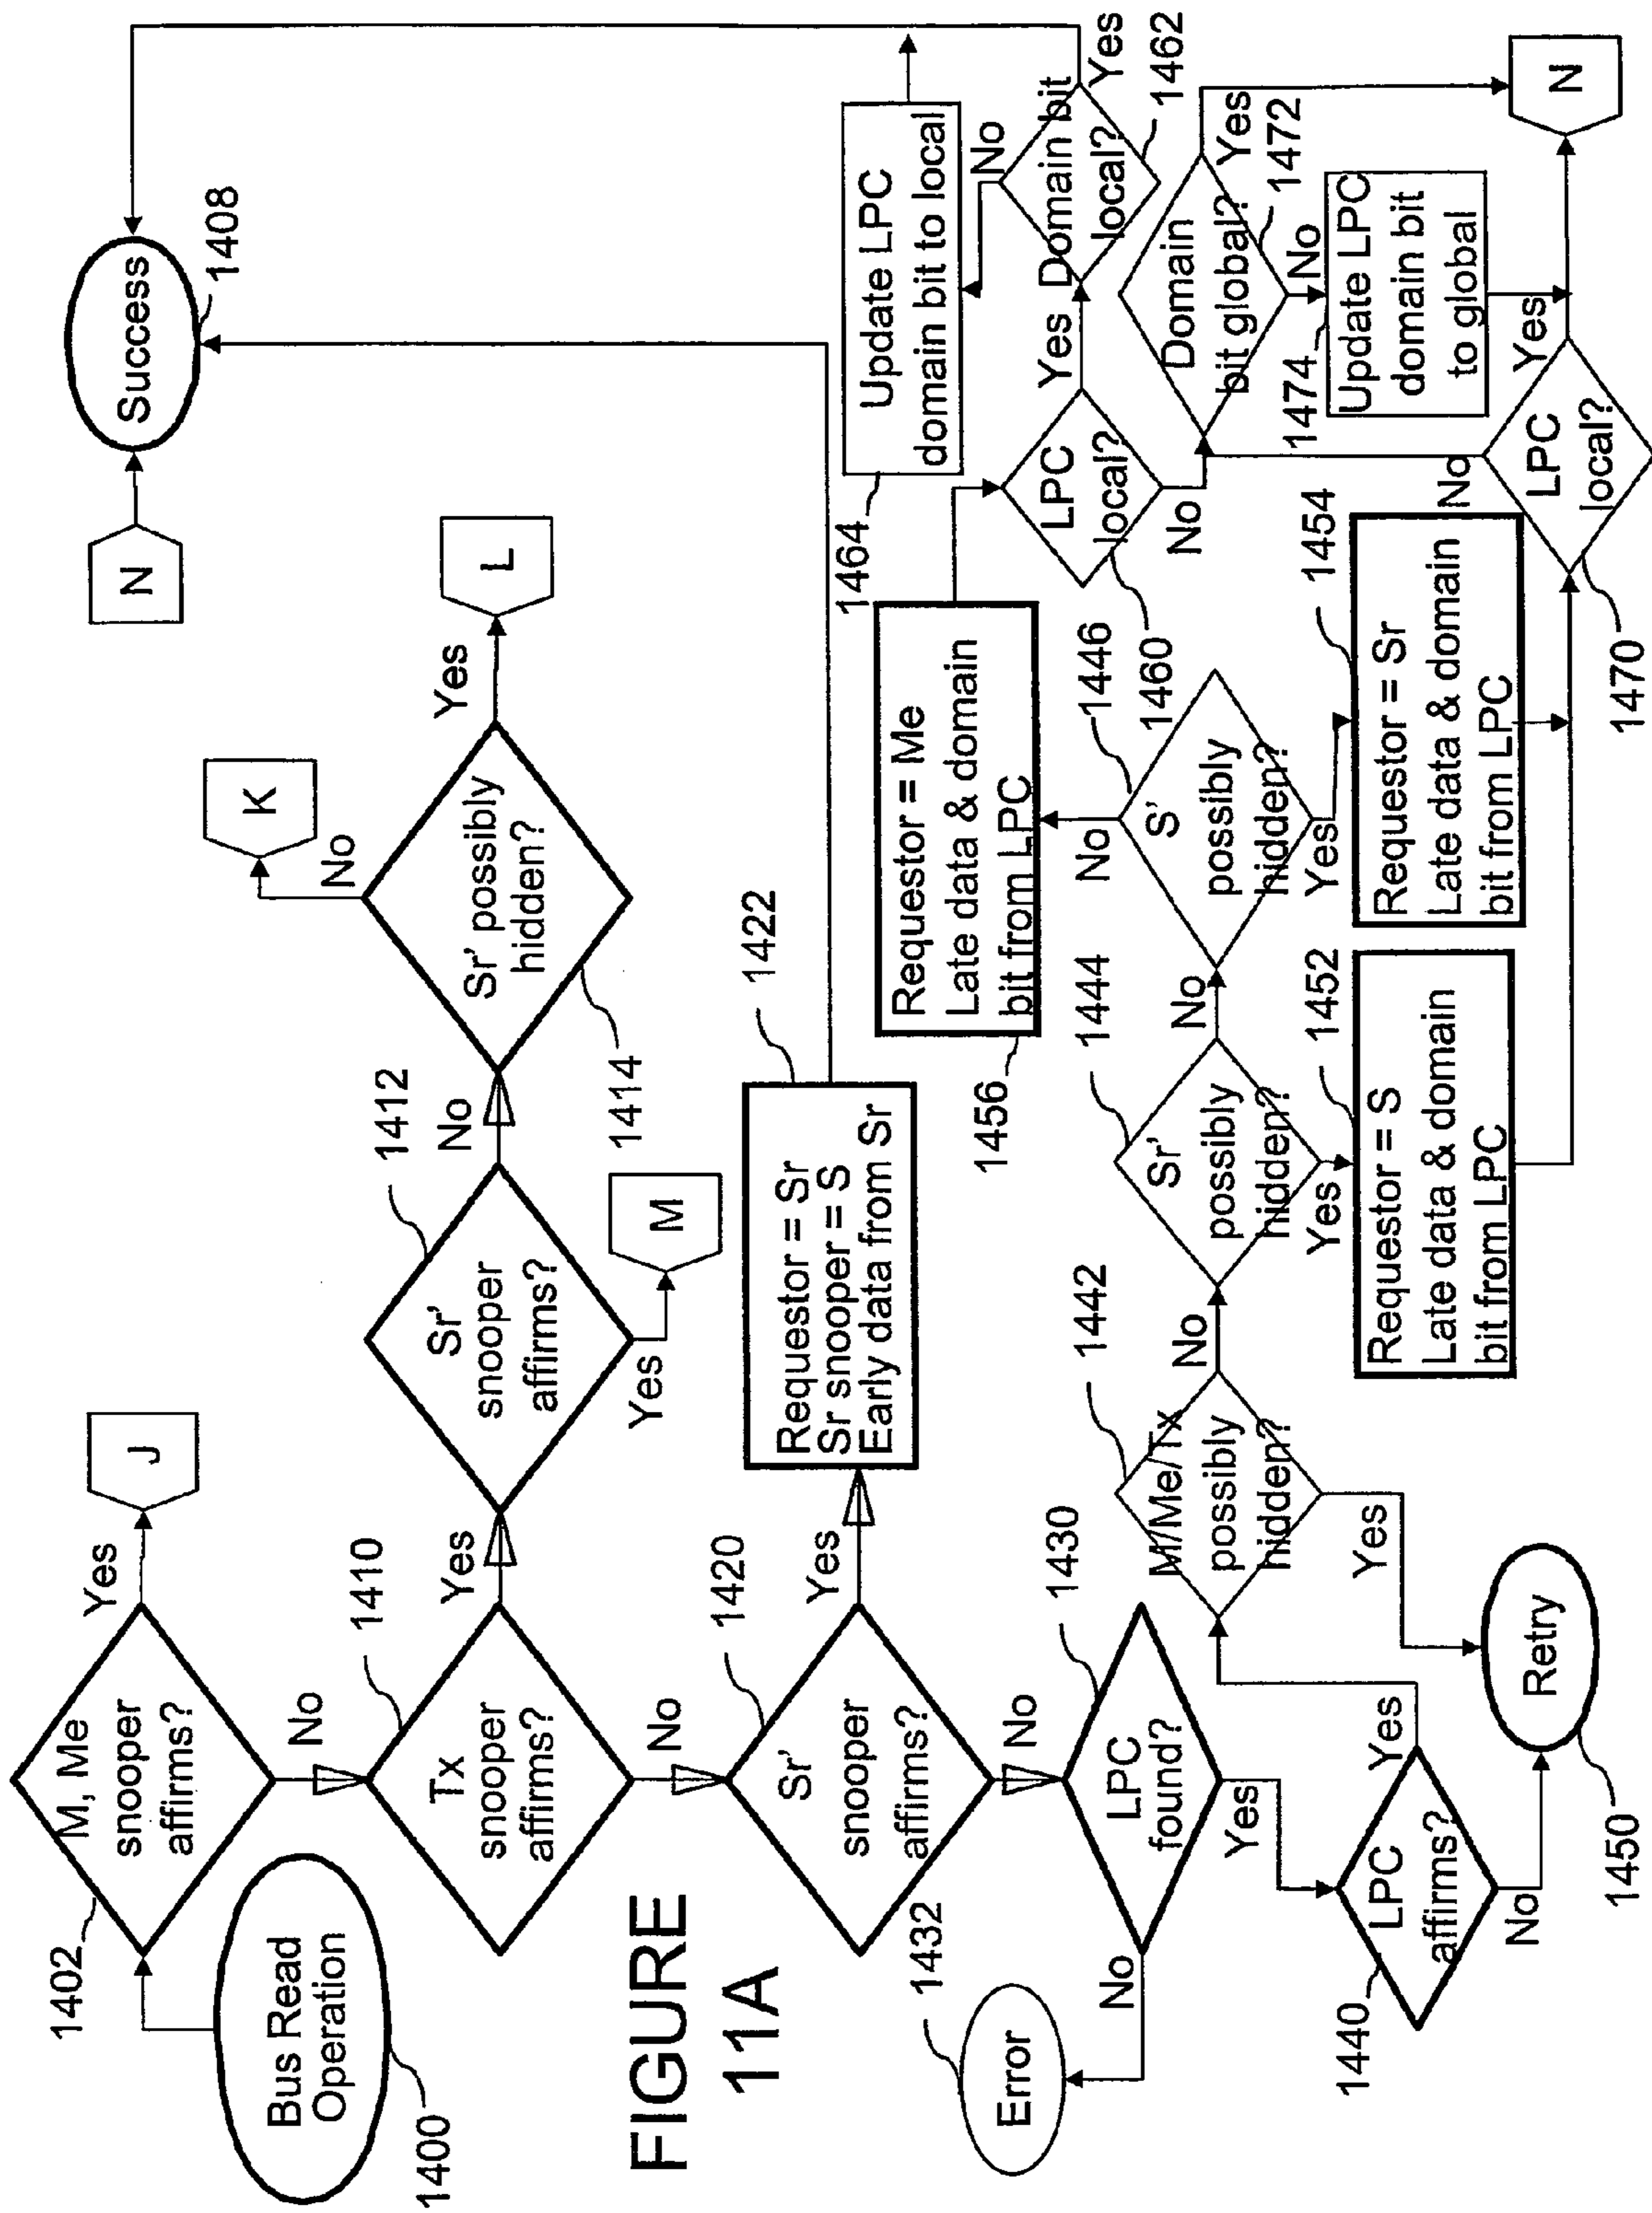 1400
Bus Read
Operation
1402
M, Me
snooper
affirms?
Yes
J
No
1410
Tx
snooper
affirms?
Yes
1412
Sr'
snooper
affirms?
Yes
M
No
1414
Sr' possibly
hidden?
No
K
Yes
L
N
Success
1408
No
1420
Sr'
snooper
affirms?
Yes
1422
Requestor = Sr
Sr snooper = S
Early data from Sr
No
1430
LPC
found?
No
1432
Error
Yes
1440
LPC
affirms?
No
1450
Retry
Yes
1442
M/Me/Tx
possibly
hidden?
Yes
No
1444
Sr'
possibly
hidden?
Yes
1452
Requestor = S
Late data & domain
bit from LPC
No
1446
S'
possibly
hidden?
Yes
1454
Requestor = Sr
Late data & domain
bit from LPC
No
1456
Requestor = Me
Late data & domain
bit from LPC
1460
LPC
local?
Yes
No
1462
Domain bit
local?
Yes
No
1464
Update LPC
domain bit to local
1470
LPC
local?
No
Yes
1472
Domain
bit global?
Yes
No
1474
Update LPC
domain bit
to global
N
FIGURE
11A